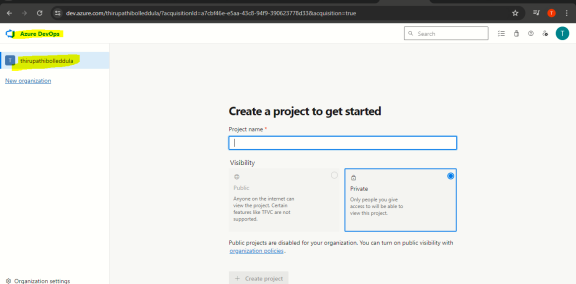 dev.azure.com/thirupathibolleddula/?acquisitionId=a7cbf46e-e5aa-43c8-94f9-390623778d33&acquisition=true
T
Azure DevOps
Search
T
T
thirupathibolleddula
New organization
Create a project to get started
Project name *
Visibility
Public
Anyone on the internet can
view the project. Certain
features like TFVC are not
supported.
Private
Only people you give
access to will be able to
view this project.
Public projects are disabled for your organization. You can turn on public visibility with
organization policies.
+ Create project
Organization settings